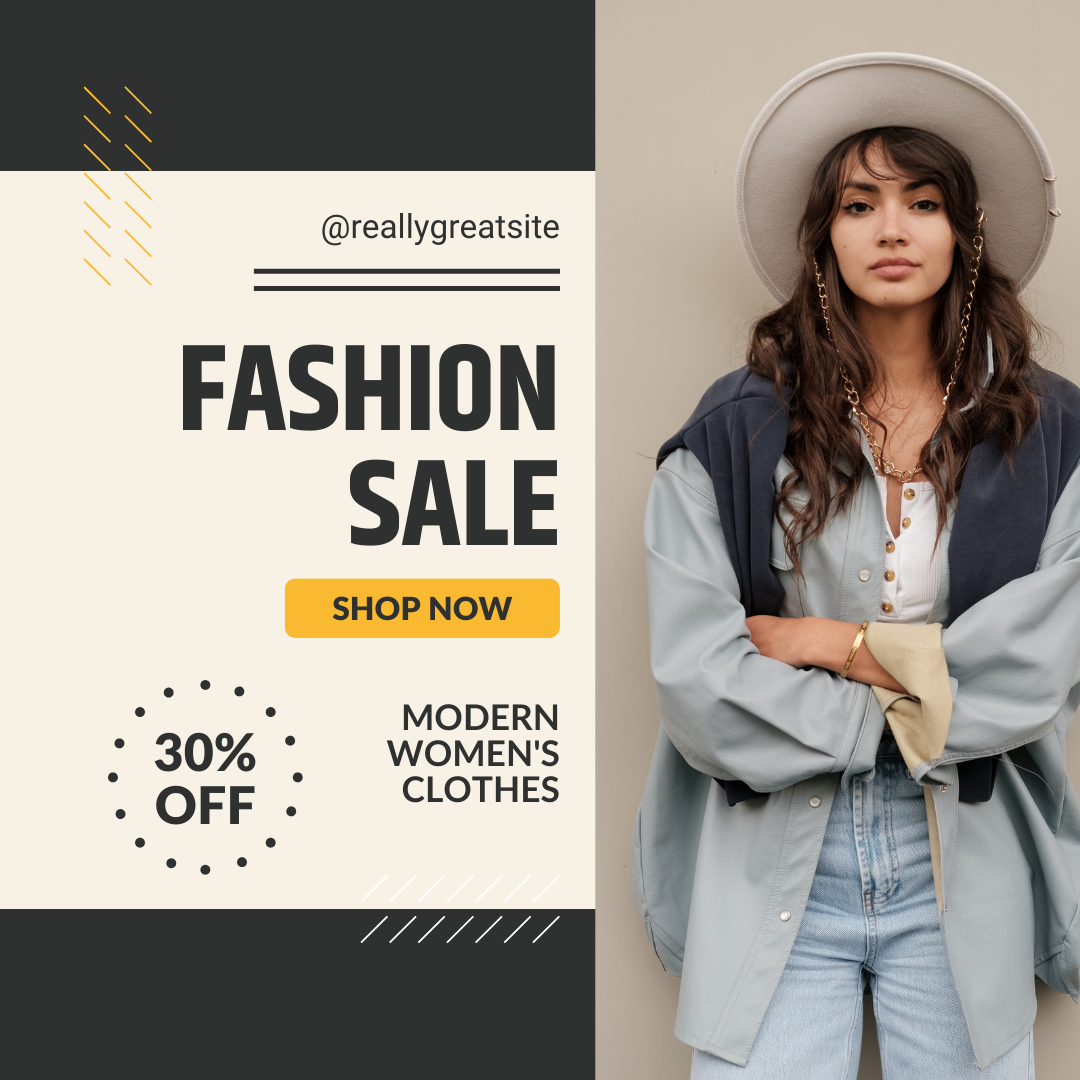 @reallygreatsite
FASHION
SALE
SHOP NOW
30%
OFF
MODERN
WOMEN'S
CLOTHES